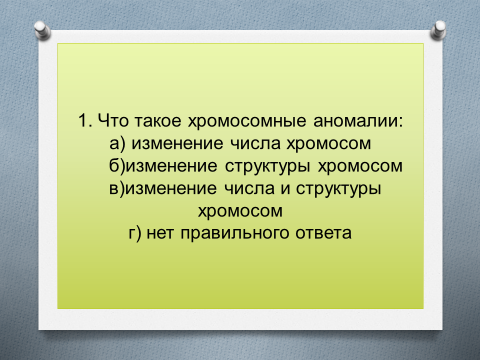 1. Что такое хромосомные аномалии:
а) изменение числа хромосом
б)изменение структуры хромосом
в)изменение числа и структуры
хромосом
г) нет правильного ответа